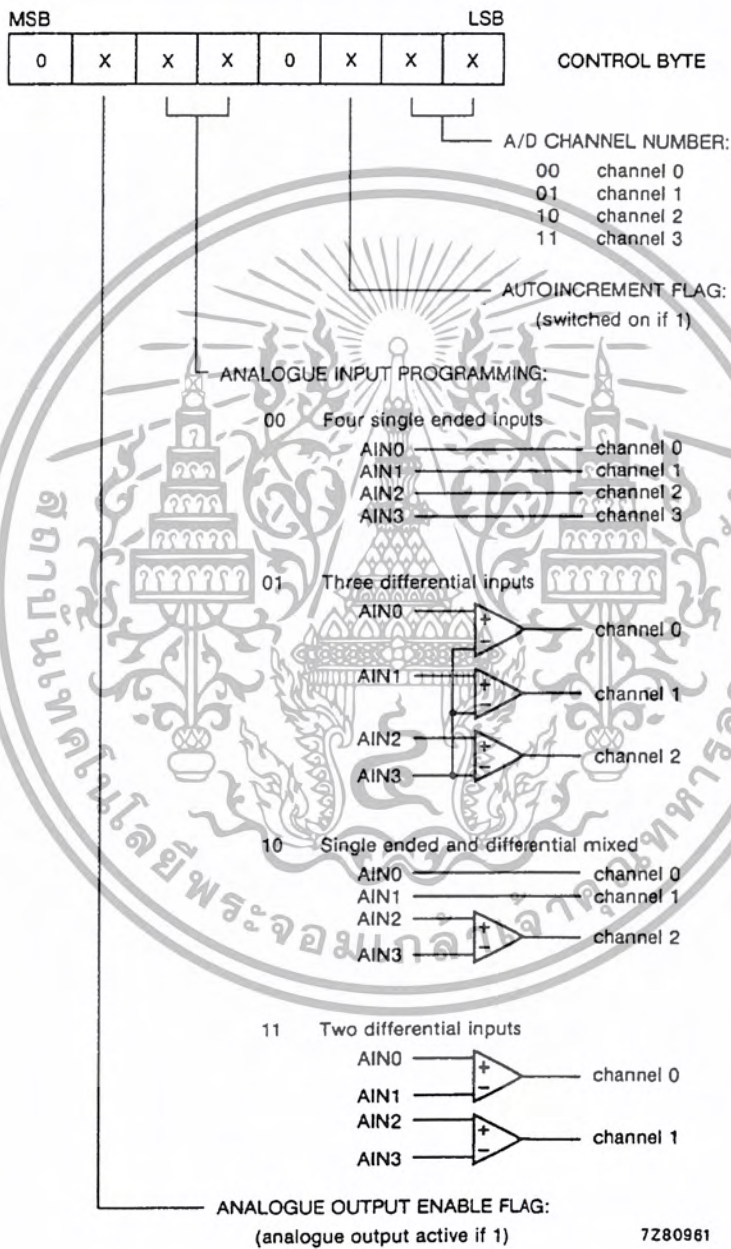 MSB LSB
0 X X X 0 X X X CONTROL BYTE
A/D CHANNEL NUMBER:
00 channel 0
01 channel 1
10 channel 2
11 channel 3
AUTOINCREMENT FLAG:
(switched on if 1)
ANALOGUE INPUT PROGRAMMING:
00 Four single ended inputs
AIN0 channel 0
AIN1 channel 1
AIN2 channel 2
AIN3 channel 3
01 Three differential inputs
AIN0 + − channel 0
AIN1 + − channel 1
AIN2 + − channel 2
AIN3
10 Single ended and differential mixed
AIN0 channel 0
AIN1 channel 1
AIN2 + − channel 2
AIN3
11 Two differential inputs
AIN0 + − channel 0
AIN1
AIN2 + − channel 1
AIN3
ANALOGUE OUTPUT ENABLE FLAG:
(analogue output active if 1)
7Z80961